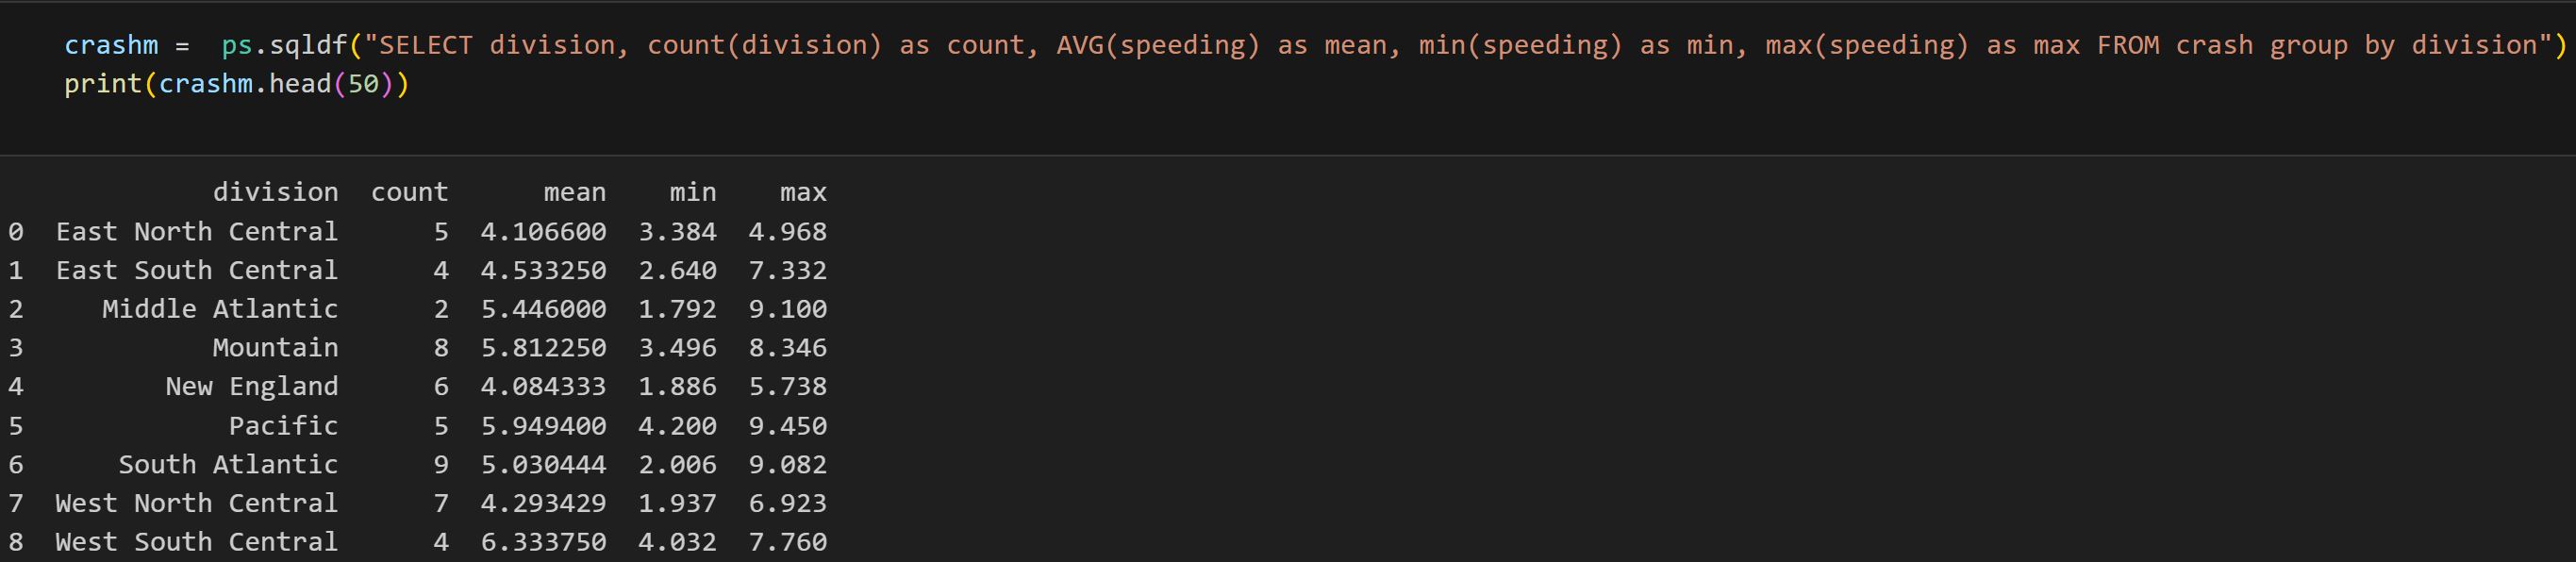 crashm =  ps.sqldf("SELECT division, count(division) as count, AVG(speeding) as mean, min(speeding) as min, max(speeding) as max FROM crash group by division")
print(crashm.head(50))
             division  count      mean    min    max
0  East North Central      5  4.106600  3.384  4.968
1  East South Central      4  4.533250  2.640  7.332
2     Middle Atlantic      2  5.446000  1.792  9.100
3            Mountain      8  5.812250  3.496  8.346
4         New England      6  4.084333  1.886  5.738
5             Pacific      5  5.949400  4.200  9.450
6      South Atlantic      9  5.030444  2.006  9.082
7  West North Central      7  4.293429  1.937  6.923
8  West South Central      4  6.333750  4.032  7.760